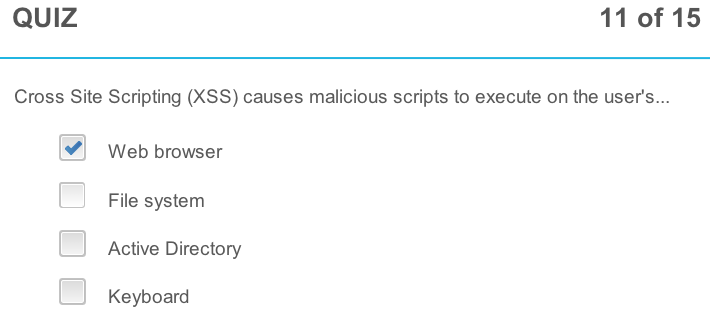 QUIZ 11 of 15
Cross Site Scripting (XSS) causes malicious scripts to execute on the user's...
Web browser
File system
Active Directory
Keyboard